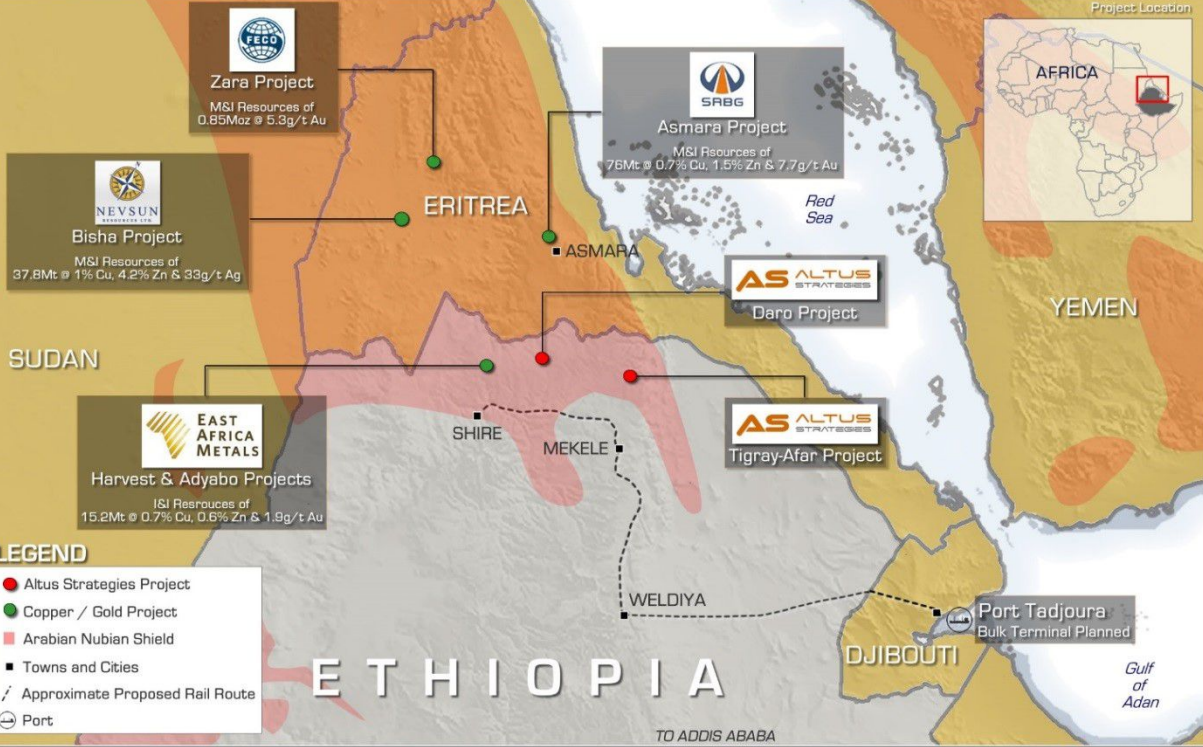 Project Location
AFRICA
FECO
Zara Project
M&I Resources of
0.85Moz @ 5.3g/t Au
SRBG
Asmara Project
M&I Rsources of
76Mt @ 0.7% Cu, 1.5% Zn & 7.7g/t Au
NEVSUN
RESOURCES LTD.
Bisha Project
M&I Resources of
37.8Mt @ 1% Cu, 4.2% Zn & 33g/t Ag
ERITREA
ASMARA
Red
Sea
AS ALTUS
STRATEGIES
Daro Project
YEMEN
SUDAN
EAST
AFRICA
METALS
Harvest & Adyabo Projects
I&I Resrouces of
15.2Mt @ 0.7% Cu, 0.6% Zn & 1.9g/t Au
SHIRE
MEKELE
AS ALTUS
STRATEGIES
Tigray-Afar Project
WELDIYA
Port Tadjoura
Bulk Terminal Planned
DJIBOUTI
ETHIOPIA
Gulf
of
Adan
TO ADDIS ABABA
LEGEND
Altus Strategies Project
Copper / Gold Project
Arabian Nubian Shield
Towns and Cities
Approximate Proposed Rail Route
Port